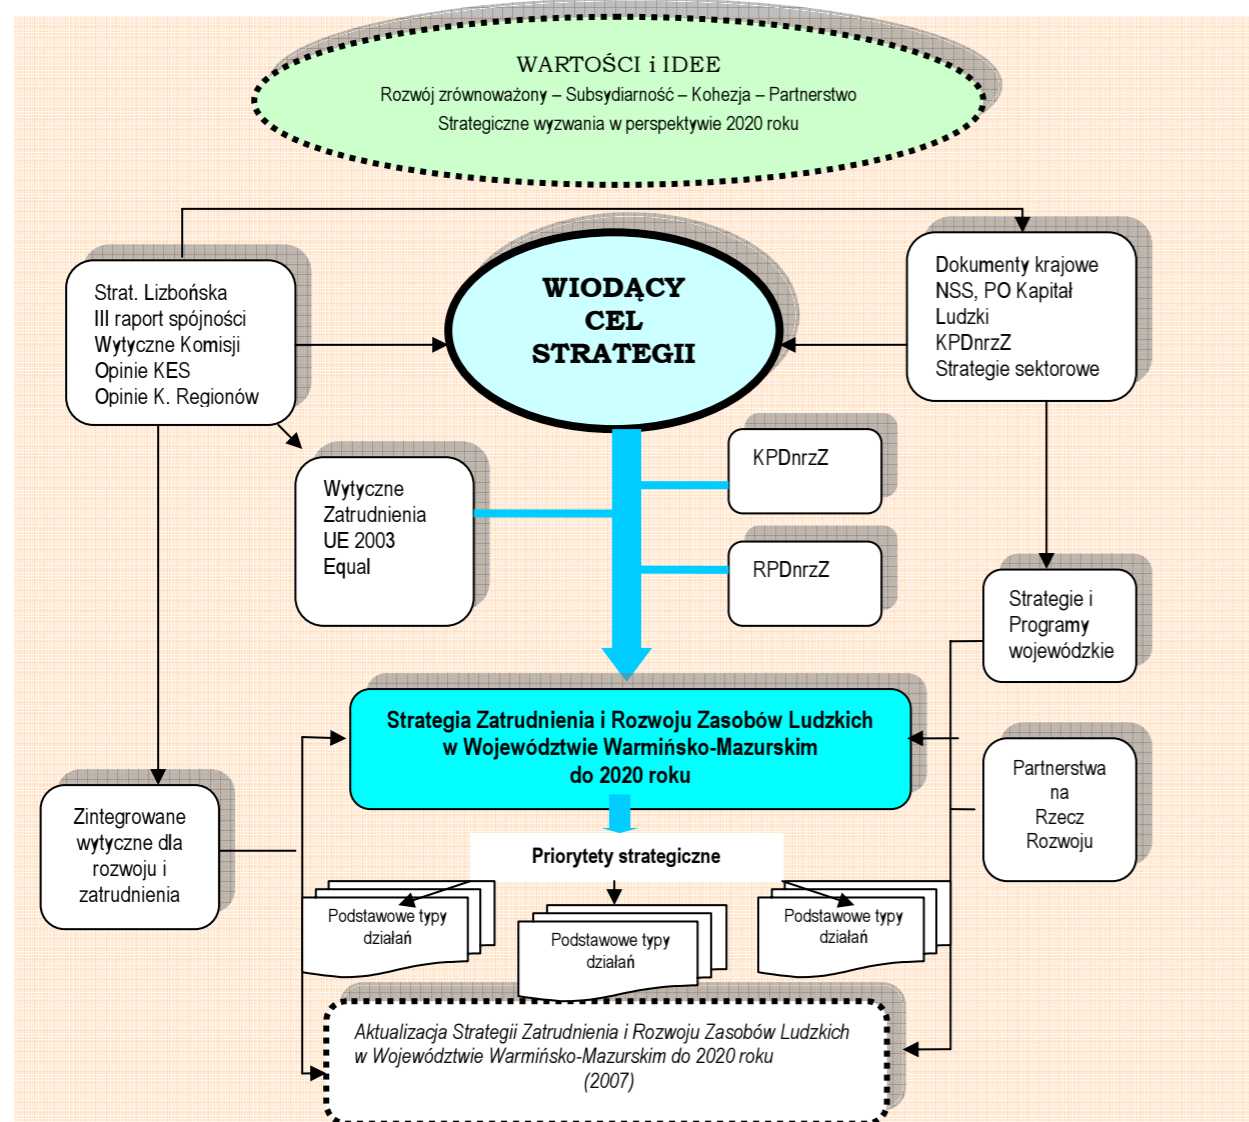 WARTOŚCI i IDEE
Rozwój zrównoważony – Subsydiarność – Kohezja – Partnerstwo
Strategiczne wyzwania w perspektywie 2020 roku
Strat. Lizbońska
III raport spójności
Wytyczne Komisji
Opinie KES
Opinie K. Regionów
WIODĄCY
CEL
STRATEGII
Dokumenty krajowe
NSS, PO Kapitał
Ludzki
KPDnrzZ
Strategie sektorowe
Wytyczne
Zatrudnienia
UE 2003
Equal
KPDnrzZ
RPDnrzZ
Strategie i
Programy
wojewódzkie
Strategia Zatrudnienia i Rozwoju Zasobów Ludzkich
w Województwie Warmińsko-Mazurskim
do 2020 roku
Partnerstwa
na
Rzecz
Rozwoju
Zintegrowane
wytyczne dla
rozwoju i
zatrudnienia
Priorytety strategiczne
Podstawowe typy
działań
Podstawowe typy
działań
Podstawowe typy
działań
Aktualizacja Strategii Zatrudnienia i Rozwoju Zasobów Ludzkich
w Województwie Warmińsko-Mazurskim do 2020 roku
(2007)